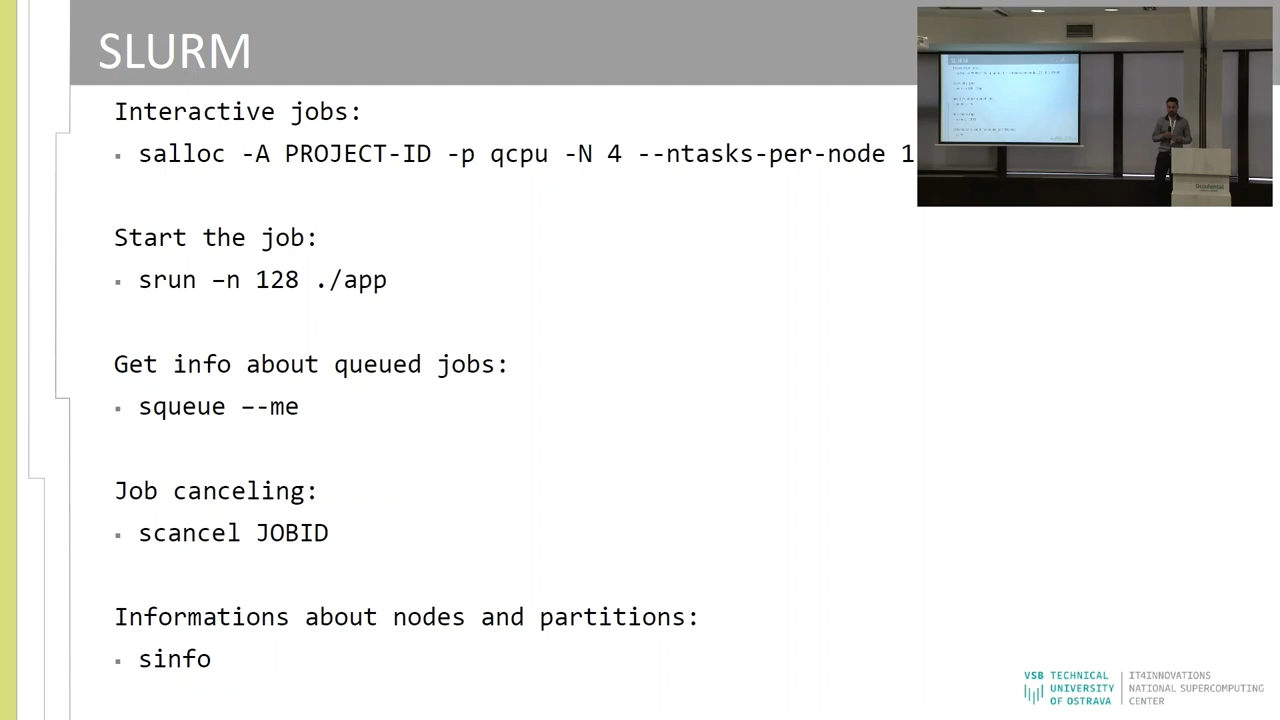 SLURM
Interactive jobs:
▪ salloc -A PROJECT-ID -p qcpu -N 4 --ntasks-per-node 1
Start the job:
▪ srun –n 128 ./app
Get info about queued jobs:
▪ squeue –-me
Job canceling:
▪ scancel JOBID
Informations about nodes and partitions:
▪ sinfo
VSB TECHNICAL UNIVERSITY OF OSTRAVA
IT4INNOVATIONS NATIONAL SUPERCOMPUTING CENTER